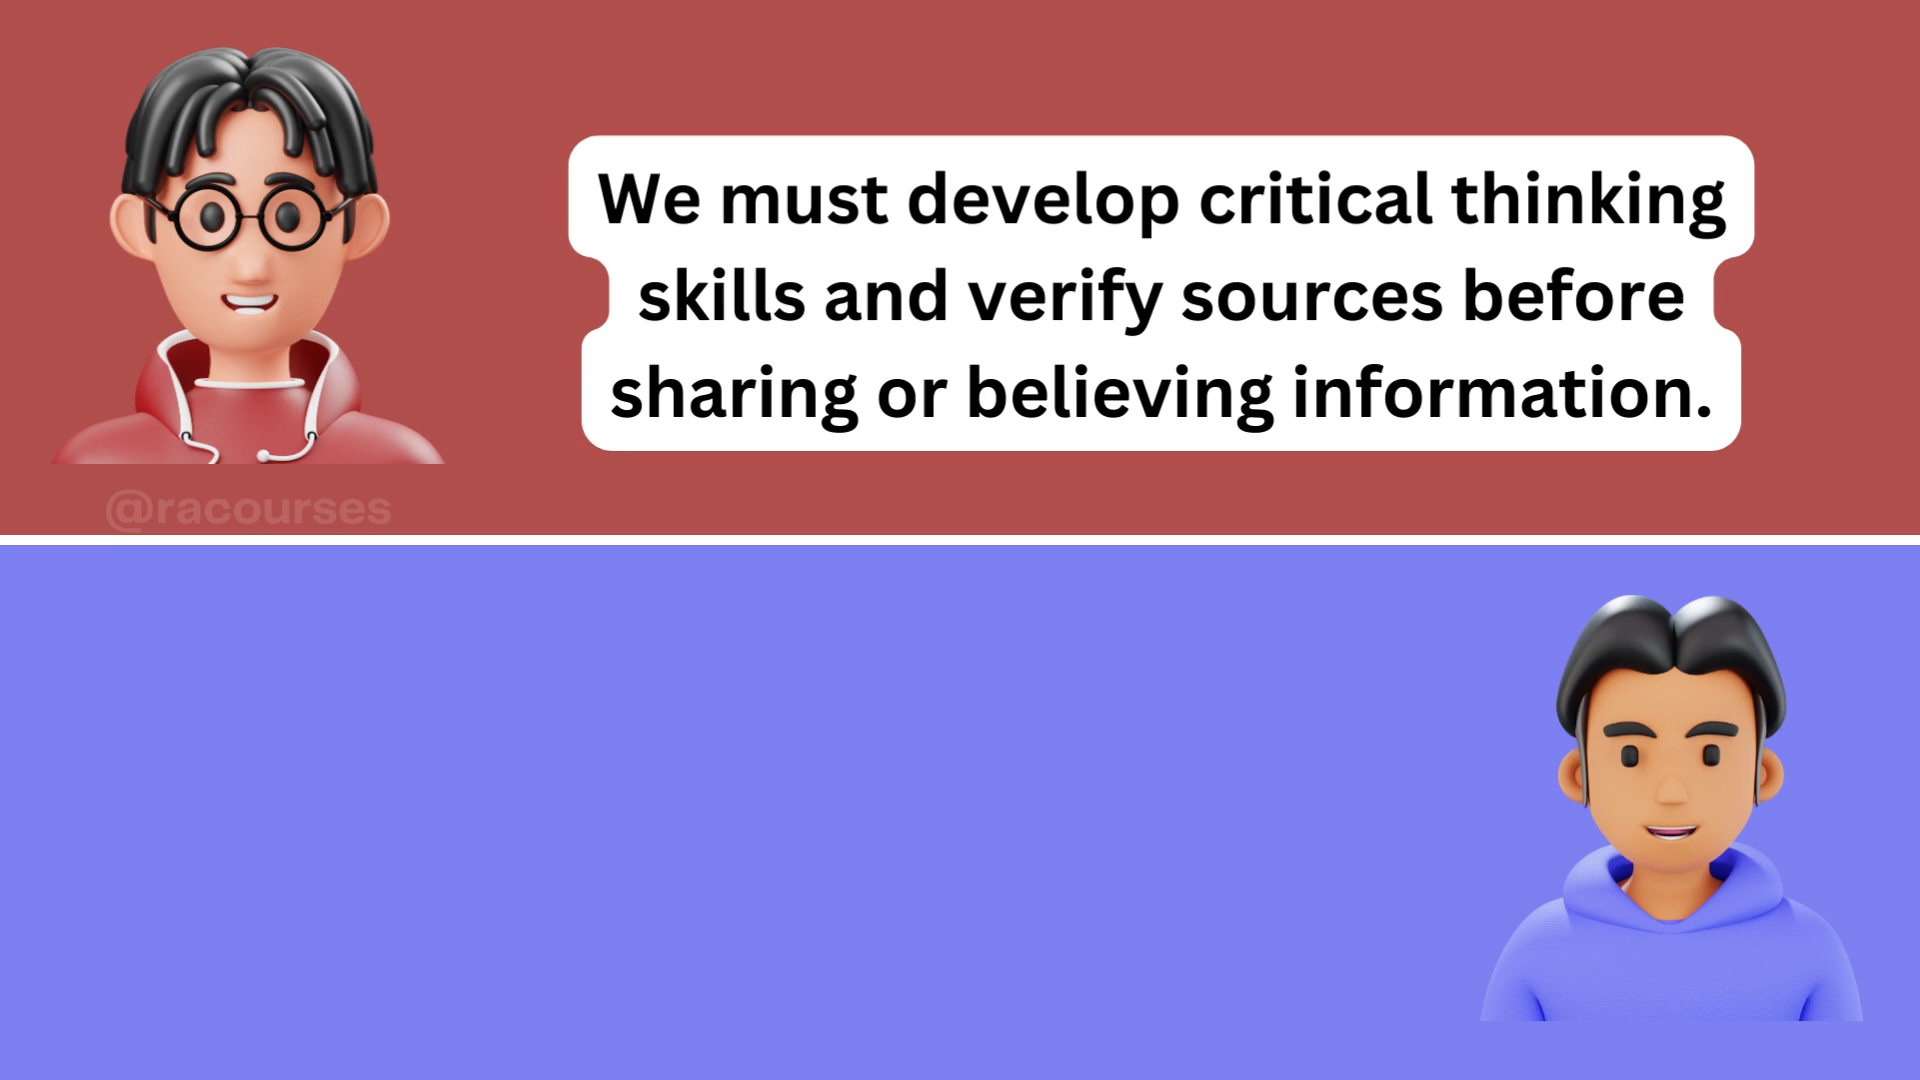 We must develop critical thinking
skills and verify sources before
sharing or believing information.
@racourses